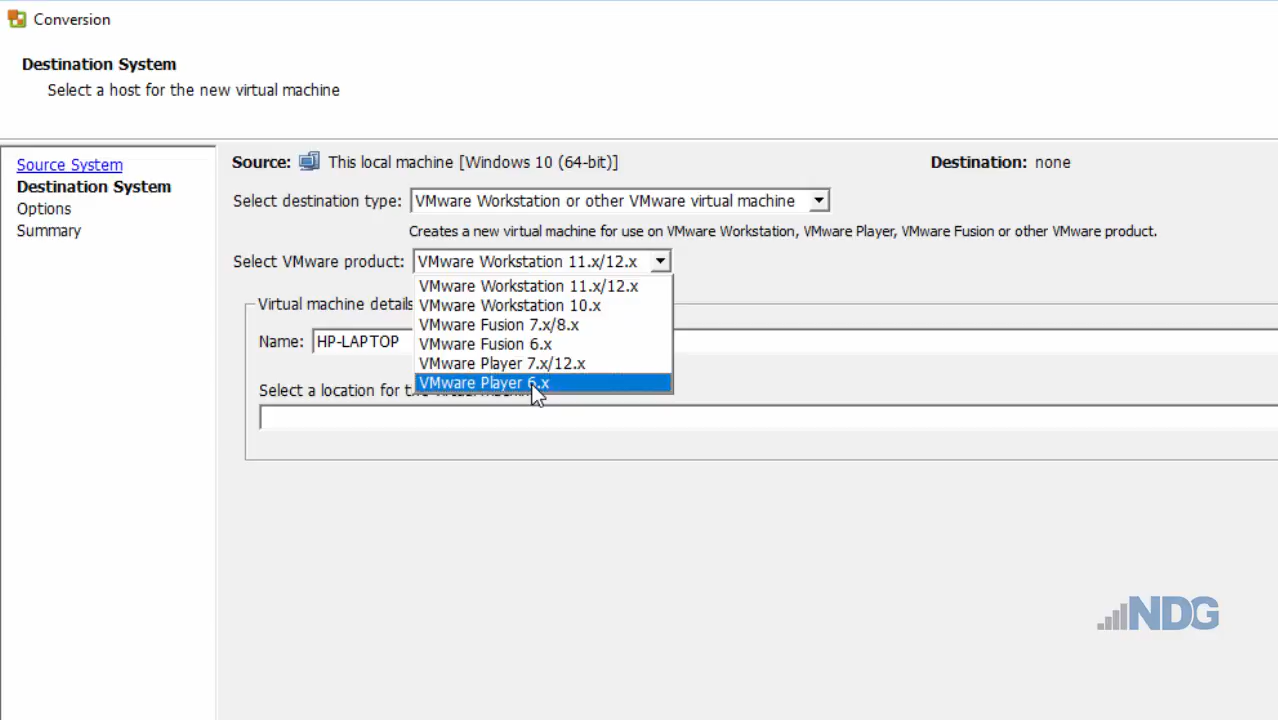 Conversion
Destination System
Select a host for the new virtual machine
Source System
Destination System
Options
Summary
Source: This local machine [Windows 10 (64-bit)] Destination: none
Select destination type: VMware Workstation or other VMware virtual machine
Creates a new virtual machine for use on VMware Workstation, VMware Player, VMware Fusion or other VMware product.
Select VMware product: VMware Workstation 11.x/12.x
VMware Workstation 11.x/12.x
VMware Workstation 10.x
VMware Fusion 7.x/8.x
VMware Fusion 6.x
VMware Player 7.x/12.x
VMware Player 6.x
Virtual machine details
Name: HP-LAPTOP
Select a location for
NDG